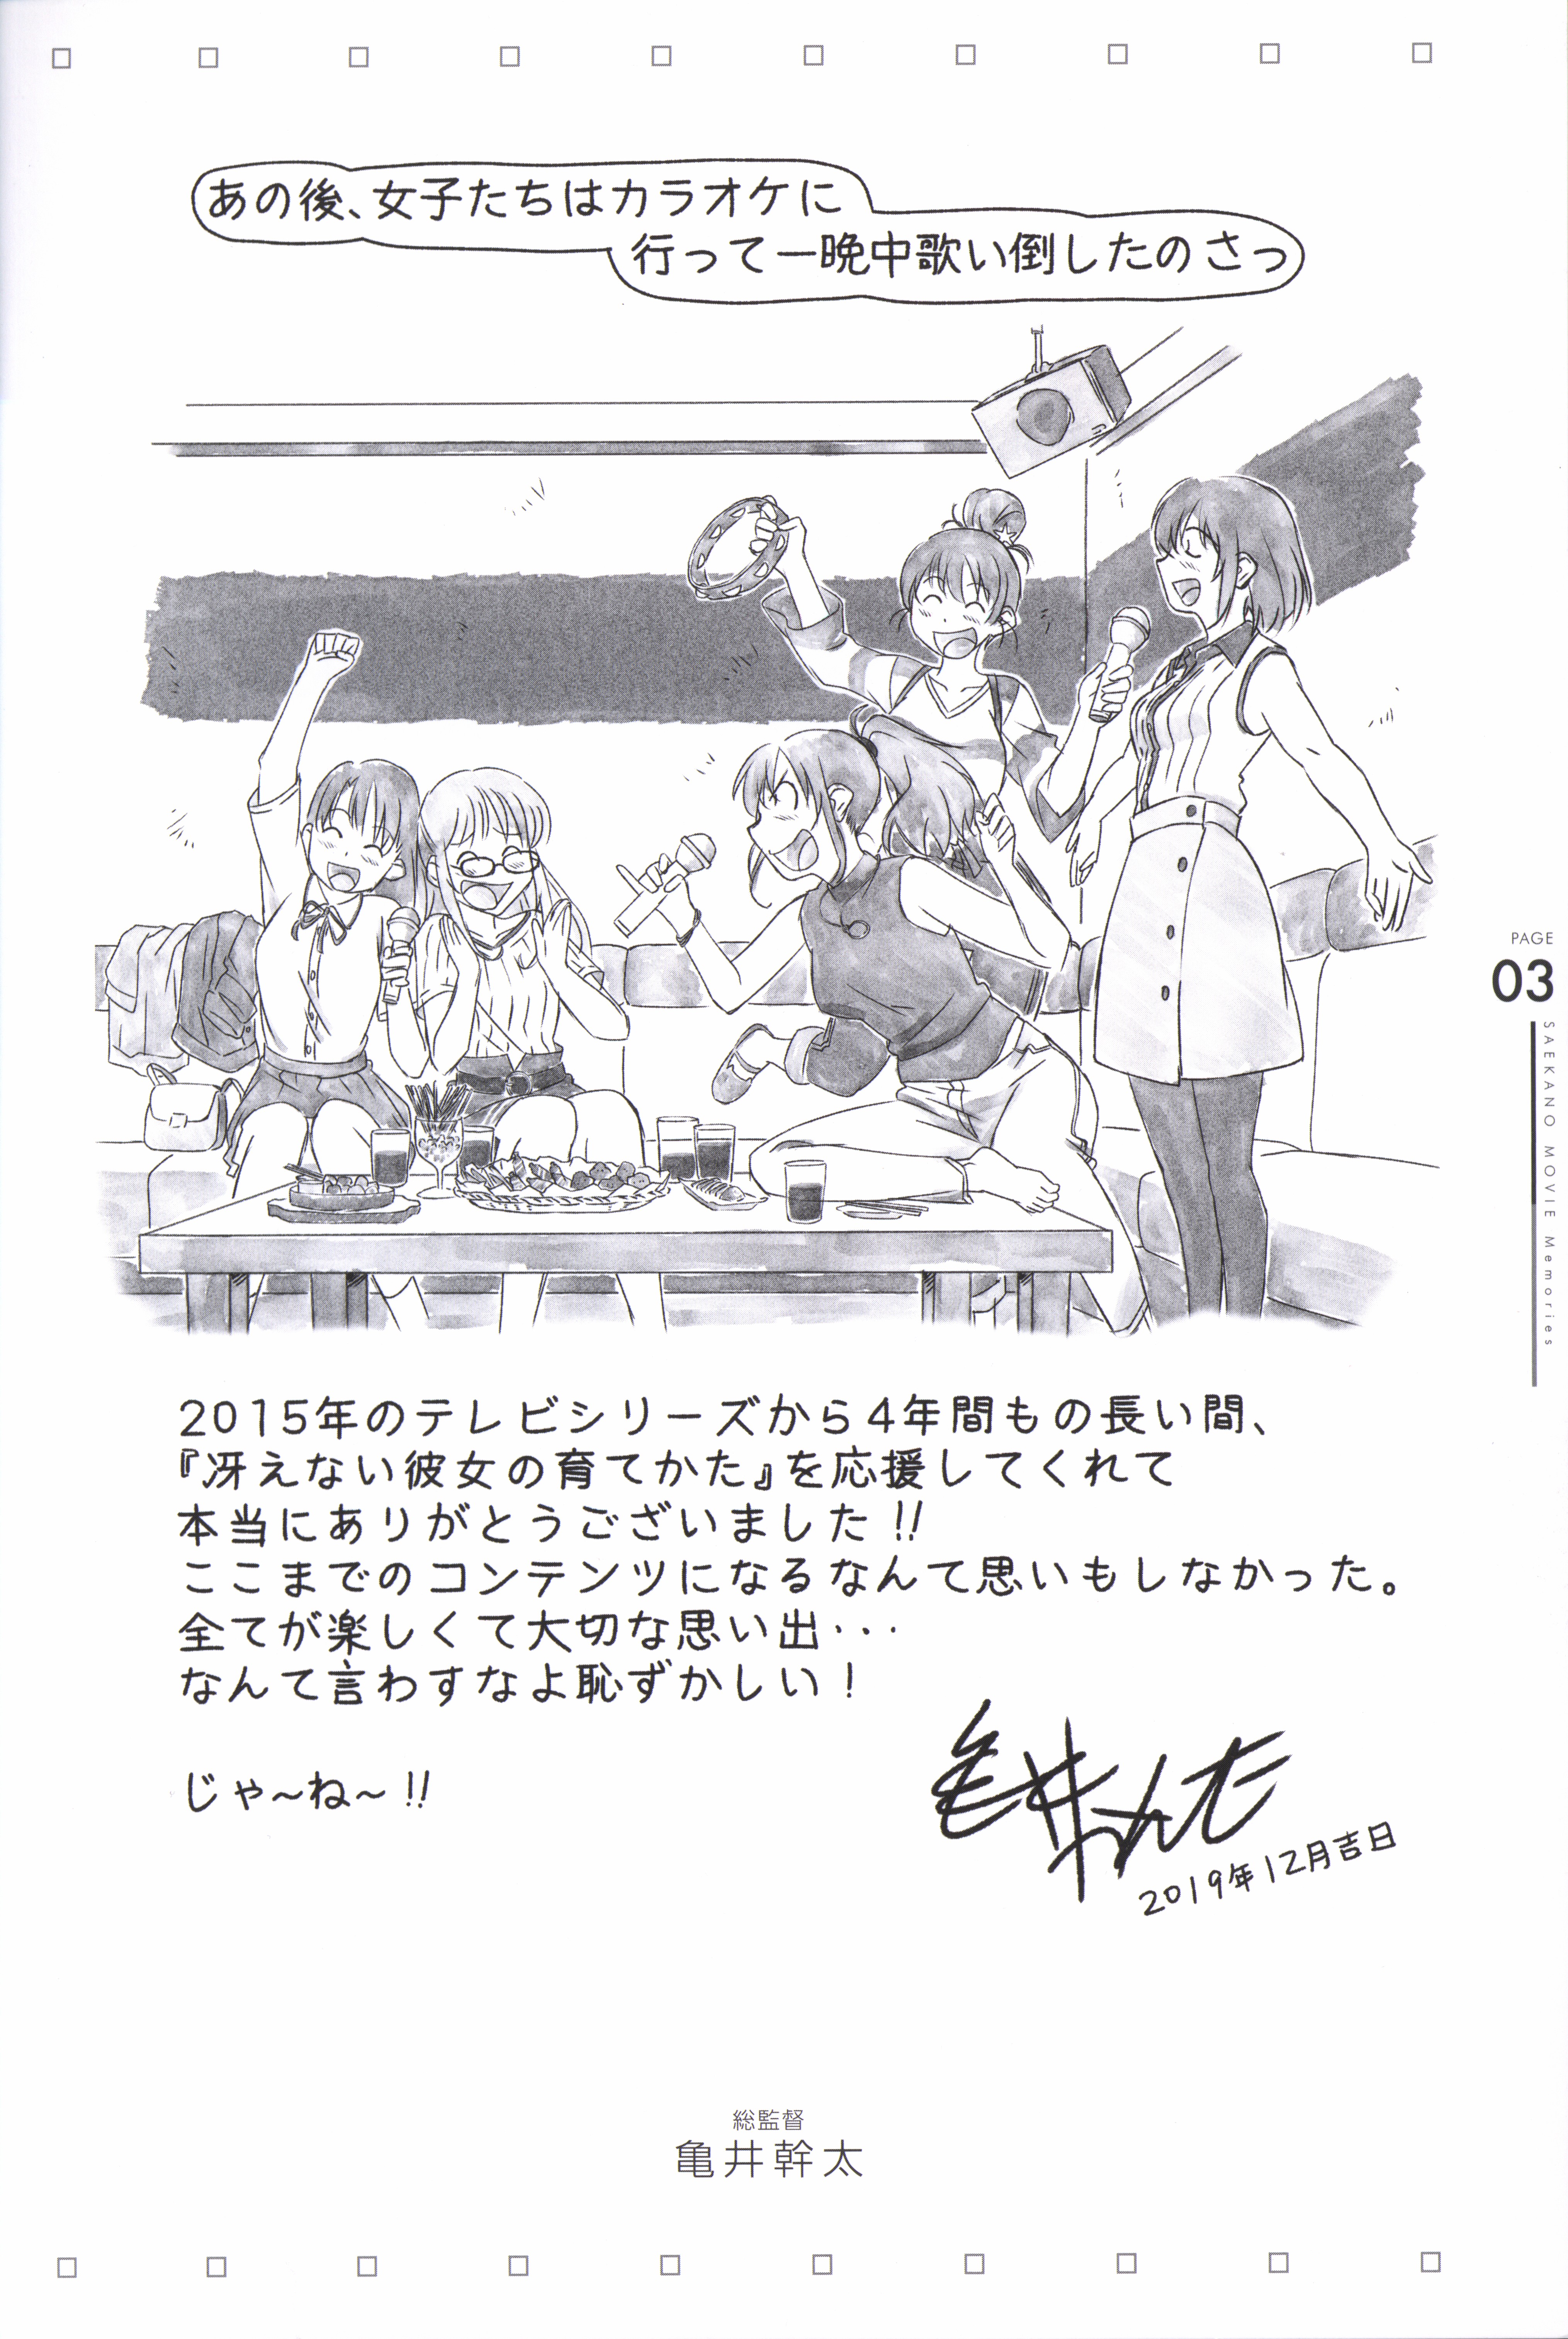 あの後、女子たちはカラオケに
行って一晩中歌い倒したのさっ
PAGE
03
SAEKANO MOVIE Memories
2015年のテレビシリーズから4年間もの長い間、
『冴えない彼女の育てかた』を応援してくれて
本当にありがとうございました!!
ここまでのコンテンツになるなんて思いもしなかった。
全てが楽しくて大切な思い出･･･
なんて言わすなよ恥ずかしい!
じゃ~ね~!!
亀井かんた
2019年12月吉日
総監督
亀井幹太